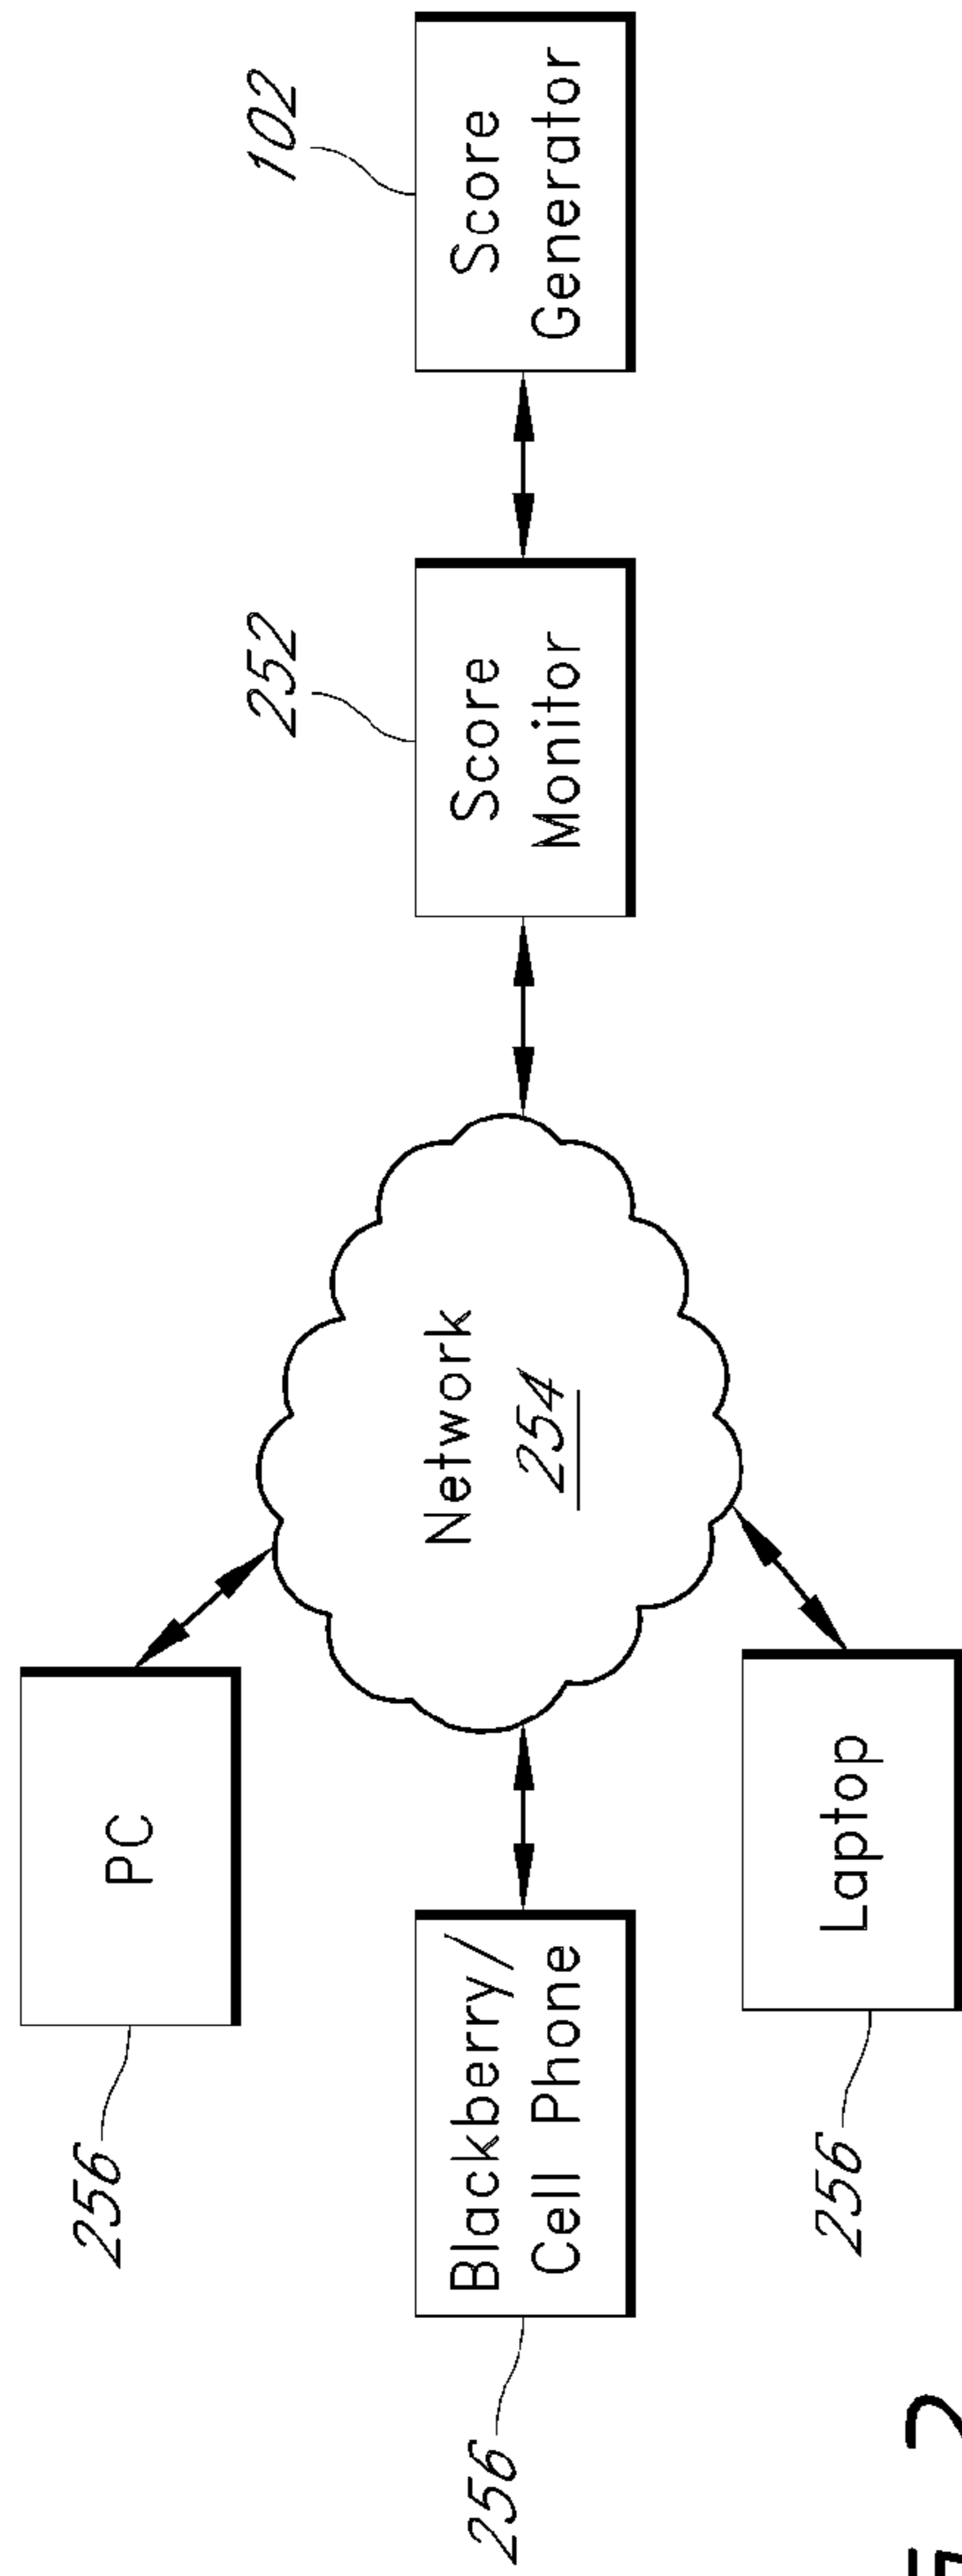 256
PC
252
102
256
Blackberry/
Cell Phone
Network
254
Score
Monitor
Score
Generator
256
Laptop